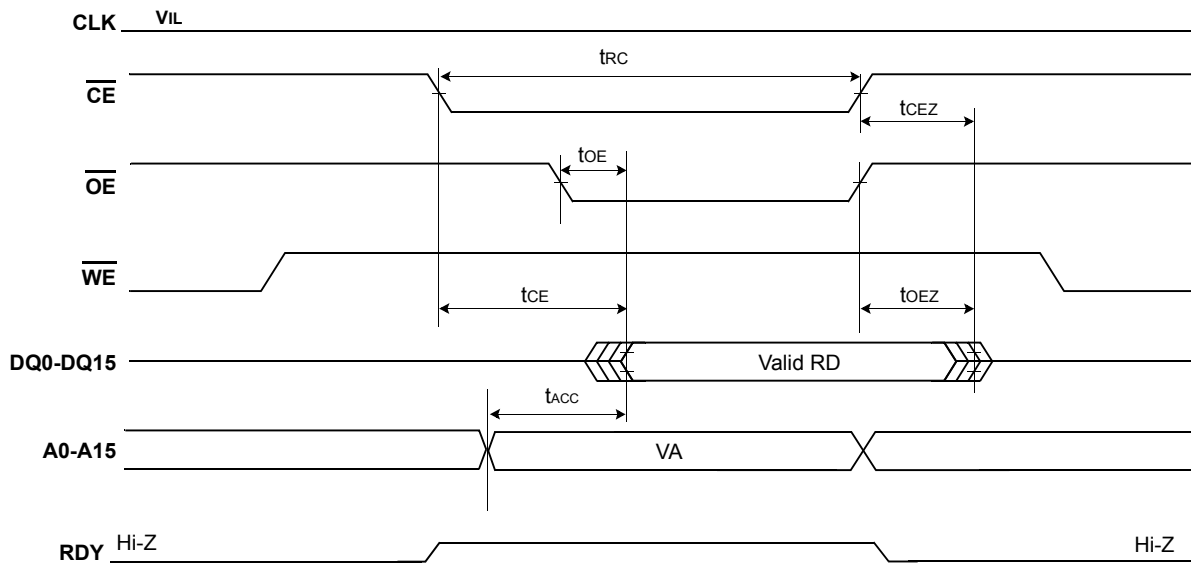 CLK VIL
tRC
CE
tCEZ
tOE
OE
WE
tCE
tOEZ
DQ0-DQ15 Valid RD
tACC
A0-A15 VA
RDY Hi-Z Hi-Z